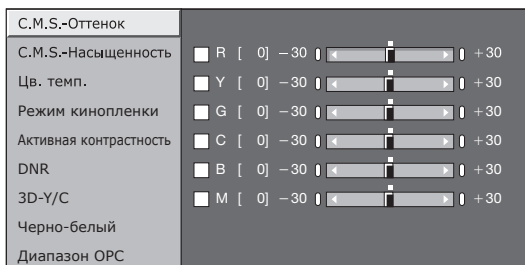 C.M.S.-Оттенок
C.M.S.-Насыщенность
Цв. темп.
Режим кинопленки
Активная контрастность
DNR
3D-Y/C
Черно-белый
Диапазон OPC
R [ 0] −30 +30
Y [ 0] −30 +30
G [ 0] −30 +30
C [ 0] −30 +30
B [ 0] −30 +30
M [ 0] −30 +30